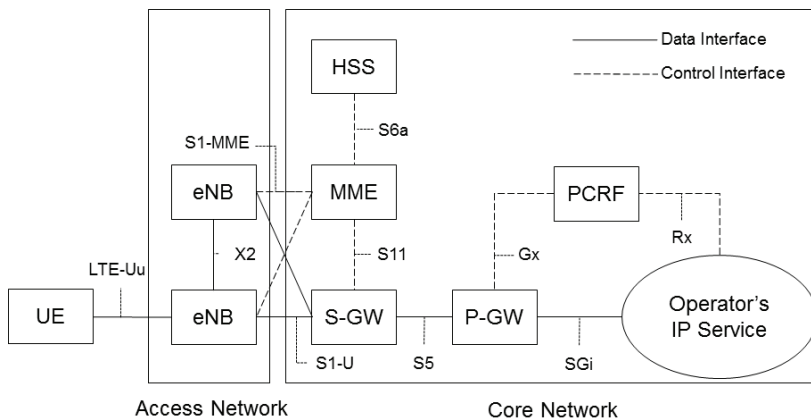 HSS
Data Interface
Control Interface
S6a
S1-MME
eNB
MME
PCRF
LTE-Uu
X2
S11
Gx
Rx
UE
eNB
S-GW
P-GW
Operator's
IP Service
S1-U
S5
SGi
Access Network
Core Network